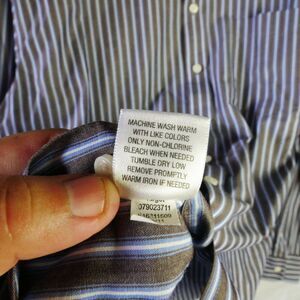 MACHINE WASH WARM
WITH LIKE COLORS
ONLY NON-CHLORINE
BLEACH WHEN NEEDED
TUMBLE DRY LOW
REMOVE PROMPTLY
WARM IRON IF NEEDED
079023711